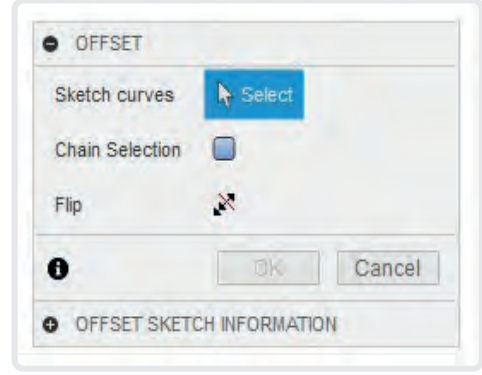 OFFSET
Sketch curves Select
Chain Selection
Flip
OK Cancel
OFFSET SKETCH INFORMATION